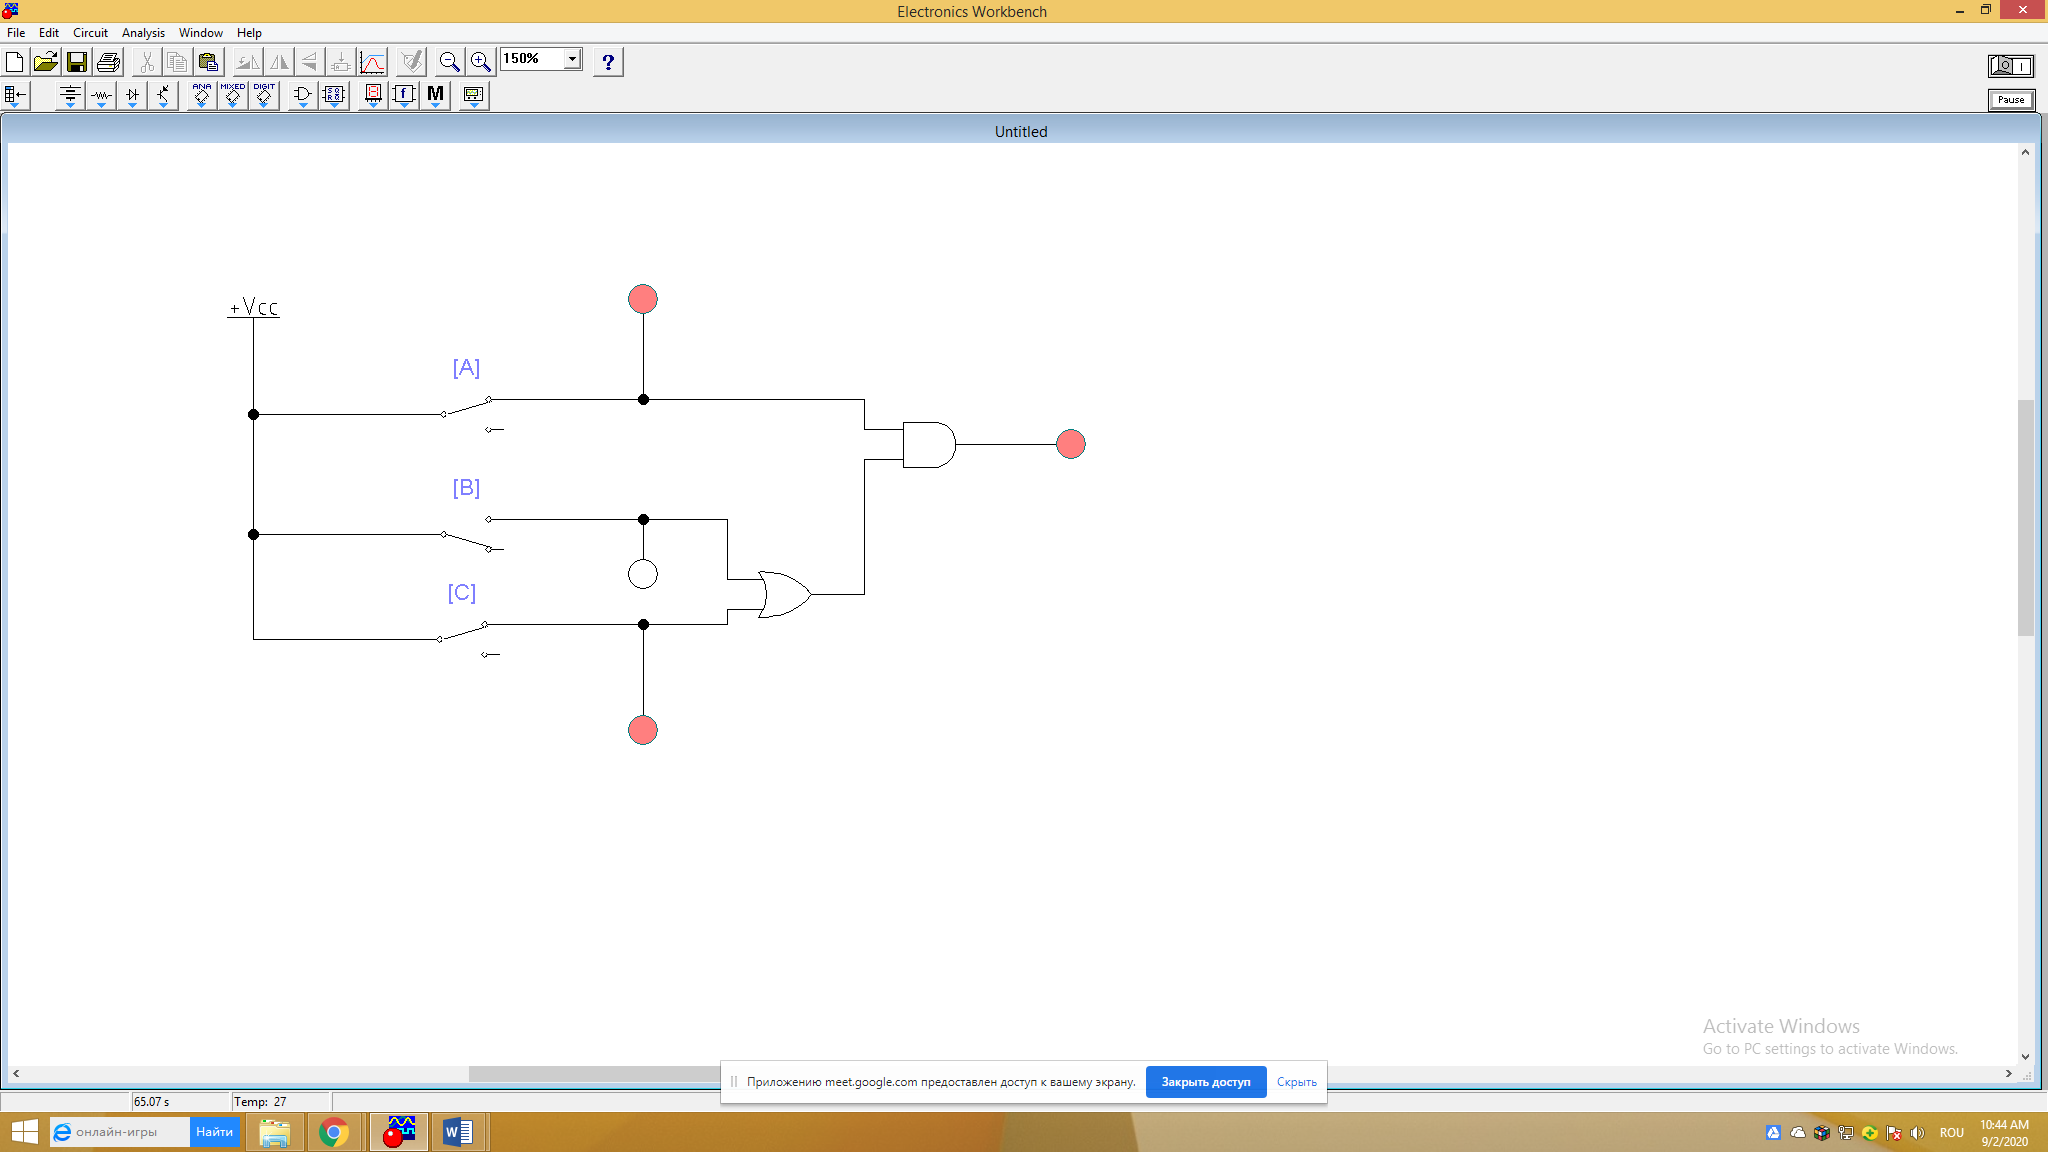 Electronics Workbench
File Edit Circuit Analysis Window Help
150%
?
ANA MIXED DIGIT
M
Pause
Untitled
+Vcc
[A]
[B]
[C]
Activate Windows
Go to PC settings to activate Windows.
Приложению meet.google.com предоставлен доступ к вашему экрану. Закрыть доступ Скрыть
65.07 s Temp: 27
онлайн-игры Найти
ROU
10:44 AM
9/2/2020